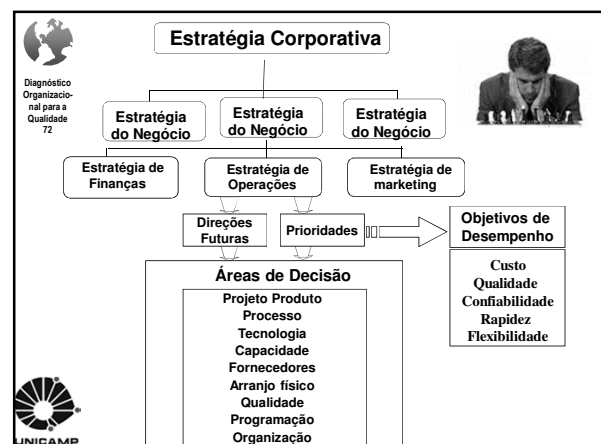 Estratégia Corporativa
Diagnóstico
Organizacio-
nal para a
Qualidade
72
Estratégia
do Negócio
Estratégia
do Negócio
Estratégia
do Negócio
Estratégia de
Finanças
Estratégia de
Operações
Estratégia de
marketing
Direções
Futuras
Prioridades
Objetivos de
Desempenho
Custo
Qualidade
Confiabilidade
Rapidez
Flexibilidade
Áreas de Decisão
Projeto Produto
Processo
Tecnologia
Capacidade
Fornecedores
Arranjo físico
Qualidade
Programação
Organização
UNICAMP